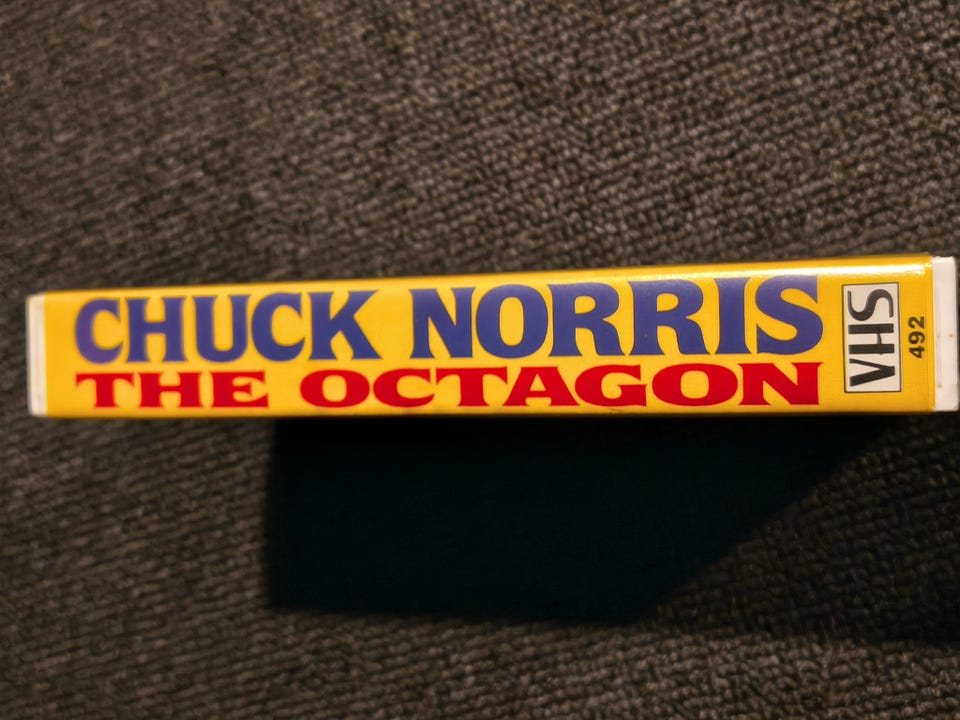 CHUCK NORRIS
THE OCTAGON
VHS
492